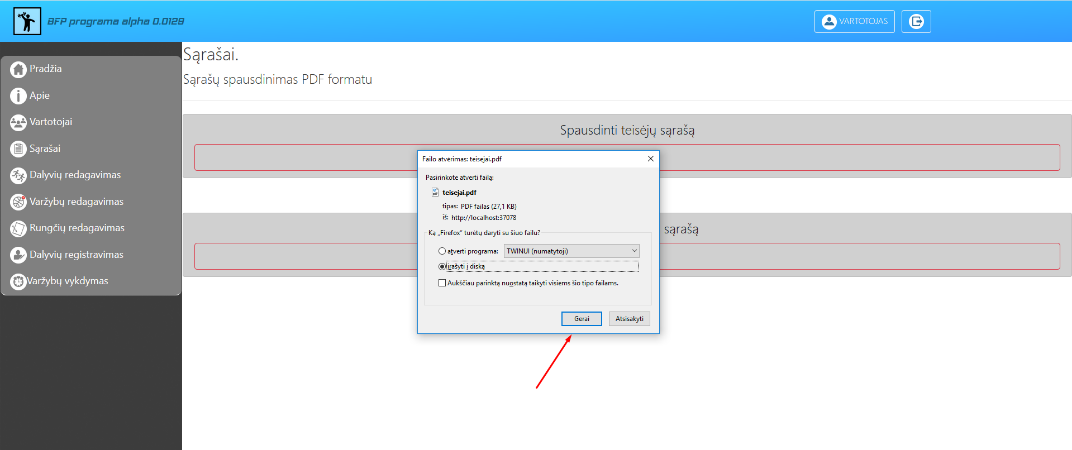 BFP programa alpha 0.0128
VARTOTOJAS
Pradžia
Apie
Vartotojai
Sąrašai
Dalyvių redagavimas
Varžybų redagavimas
Rungčių redagavimas
Dalyvių registravimas
Varžybų vykdymas
Sąrašai.
Sąrašų spausdinimas PDF formatu
Spausdinti teisėjų sąrašą
sąrašą
Failo atvėrimas: teisejai.pdf
Pasirinkote atverti failą:
teisejai.pdf
tipas: PDF failas (27,1 KB)
iš: http://localhost:37078
Ką „Firefox“ turėtų daryti su šiuo failu?
atverti programa: TWINUI (numatytoji)
įrašyti į diską
Aukščiau parinktą nuostatą taikyti visiems šio tipo failams.
Gerai Atsisakyti